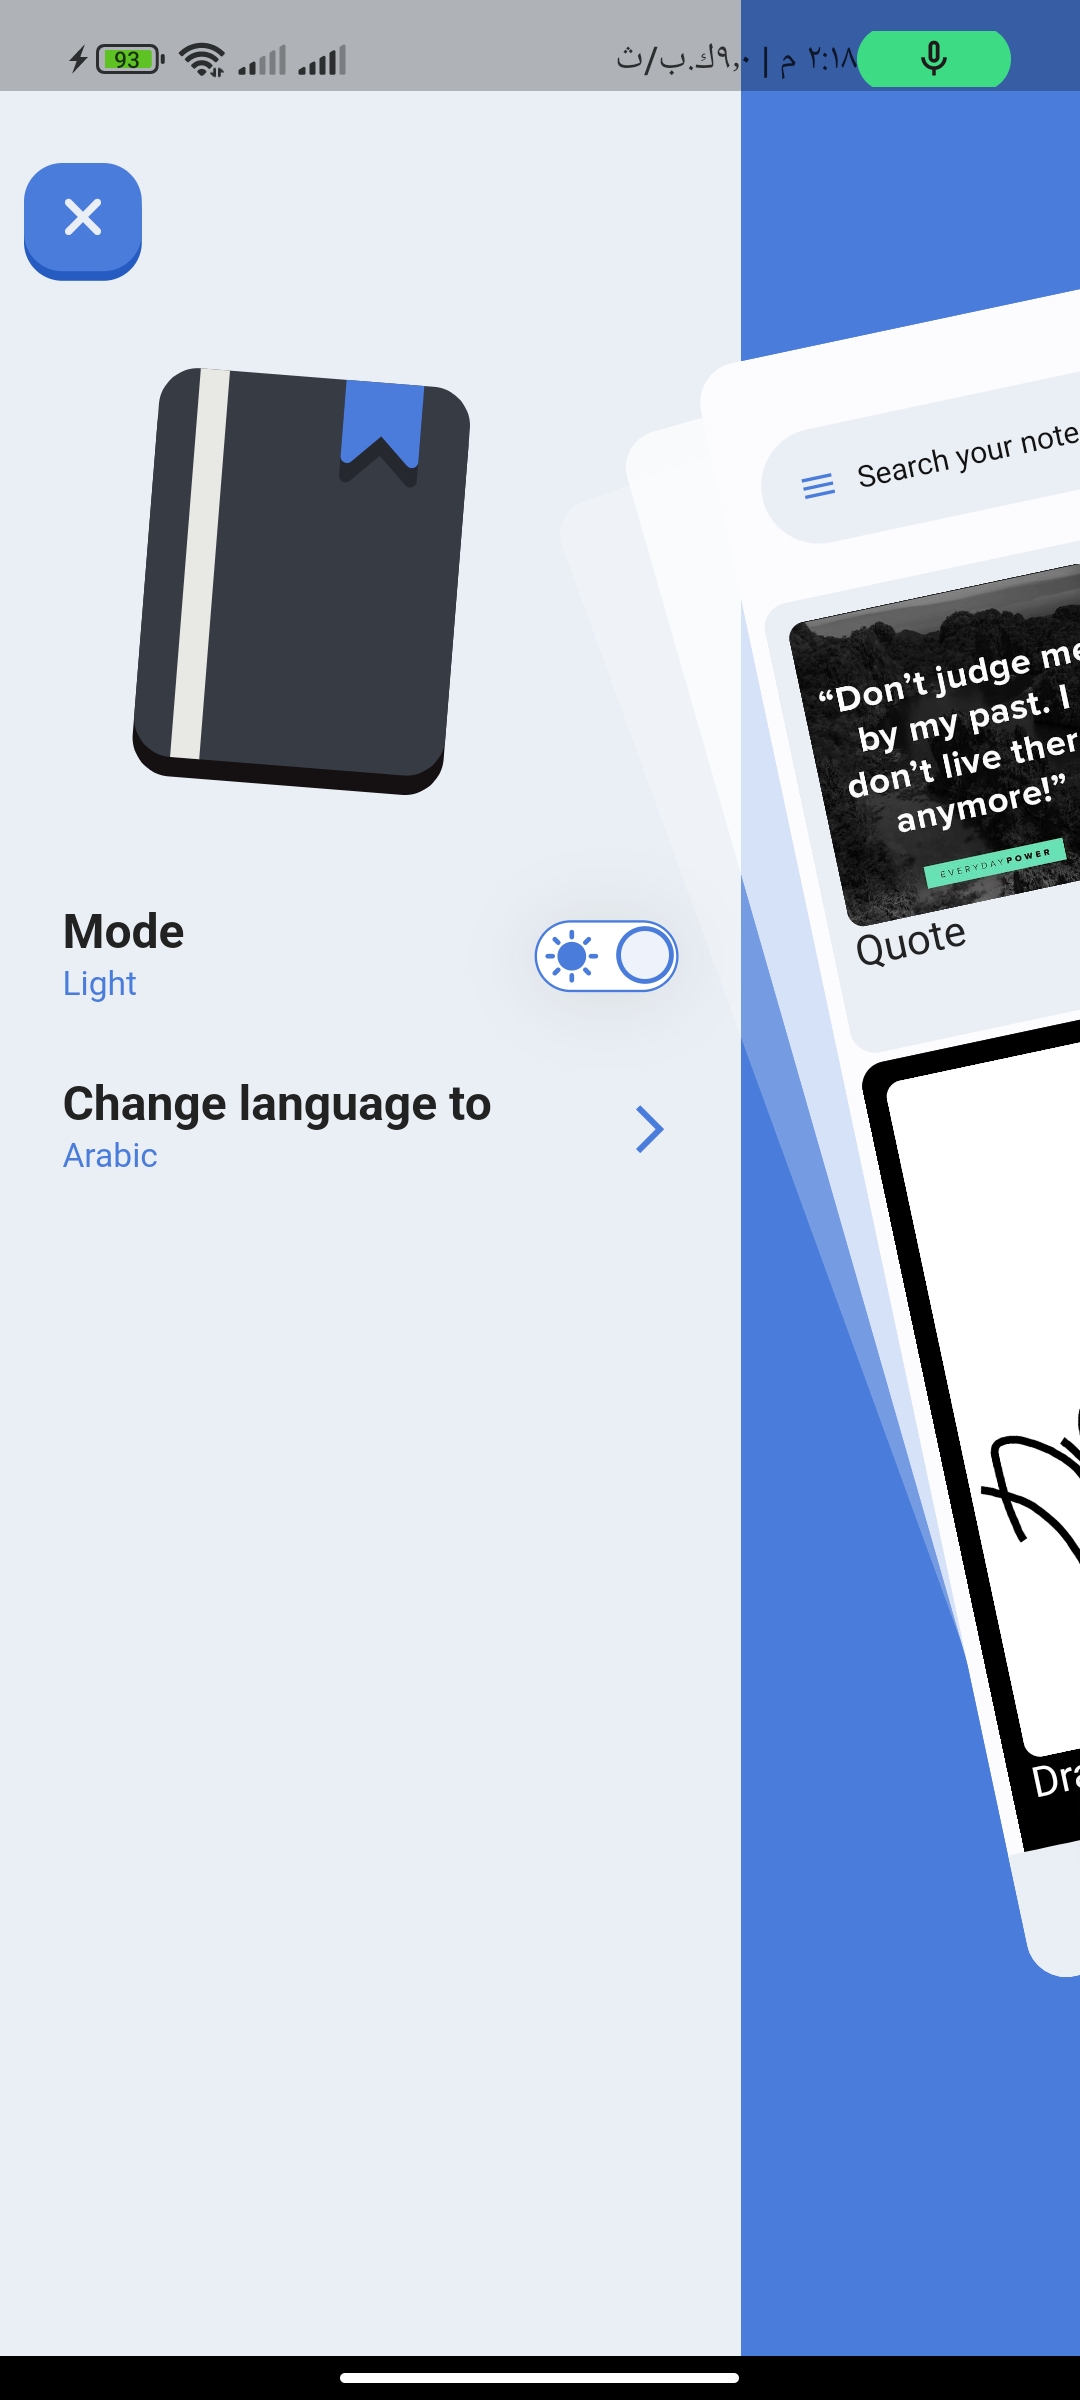 93
٩,٠ك.ب/ث | ٢:١٨ م
Search your note
“Don’t judge me
by my past. I
don’t live ther
anymore!”
EVERYDAYPOWER
Quote
Mode
Light
Change language to
Arabic
Dra